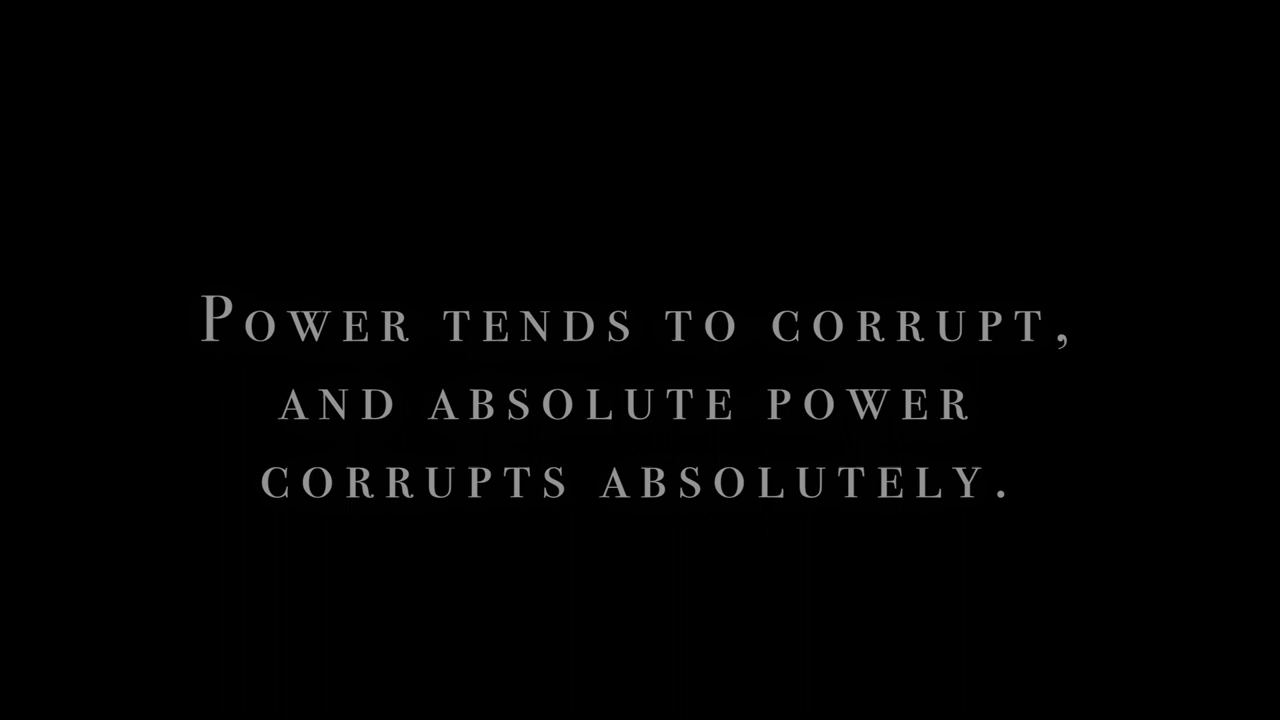 Power tends to corrupt,
and absolute power
corrupts absolutely.